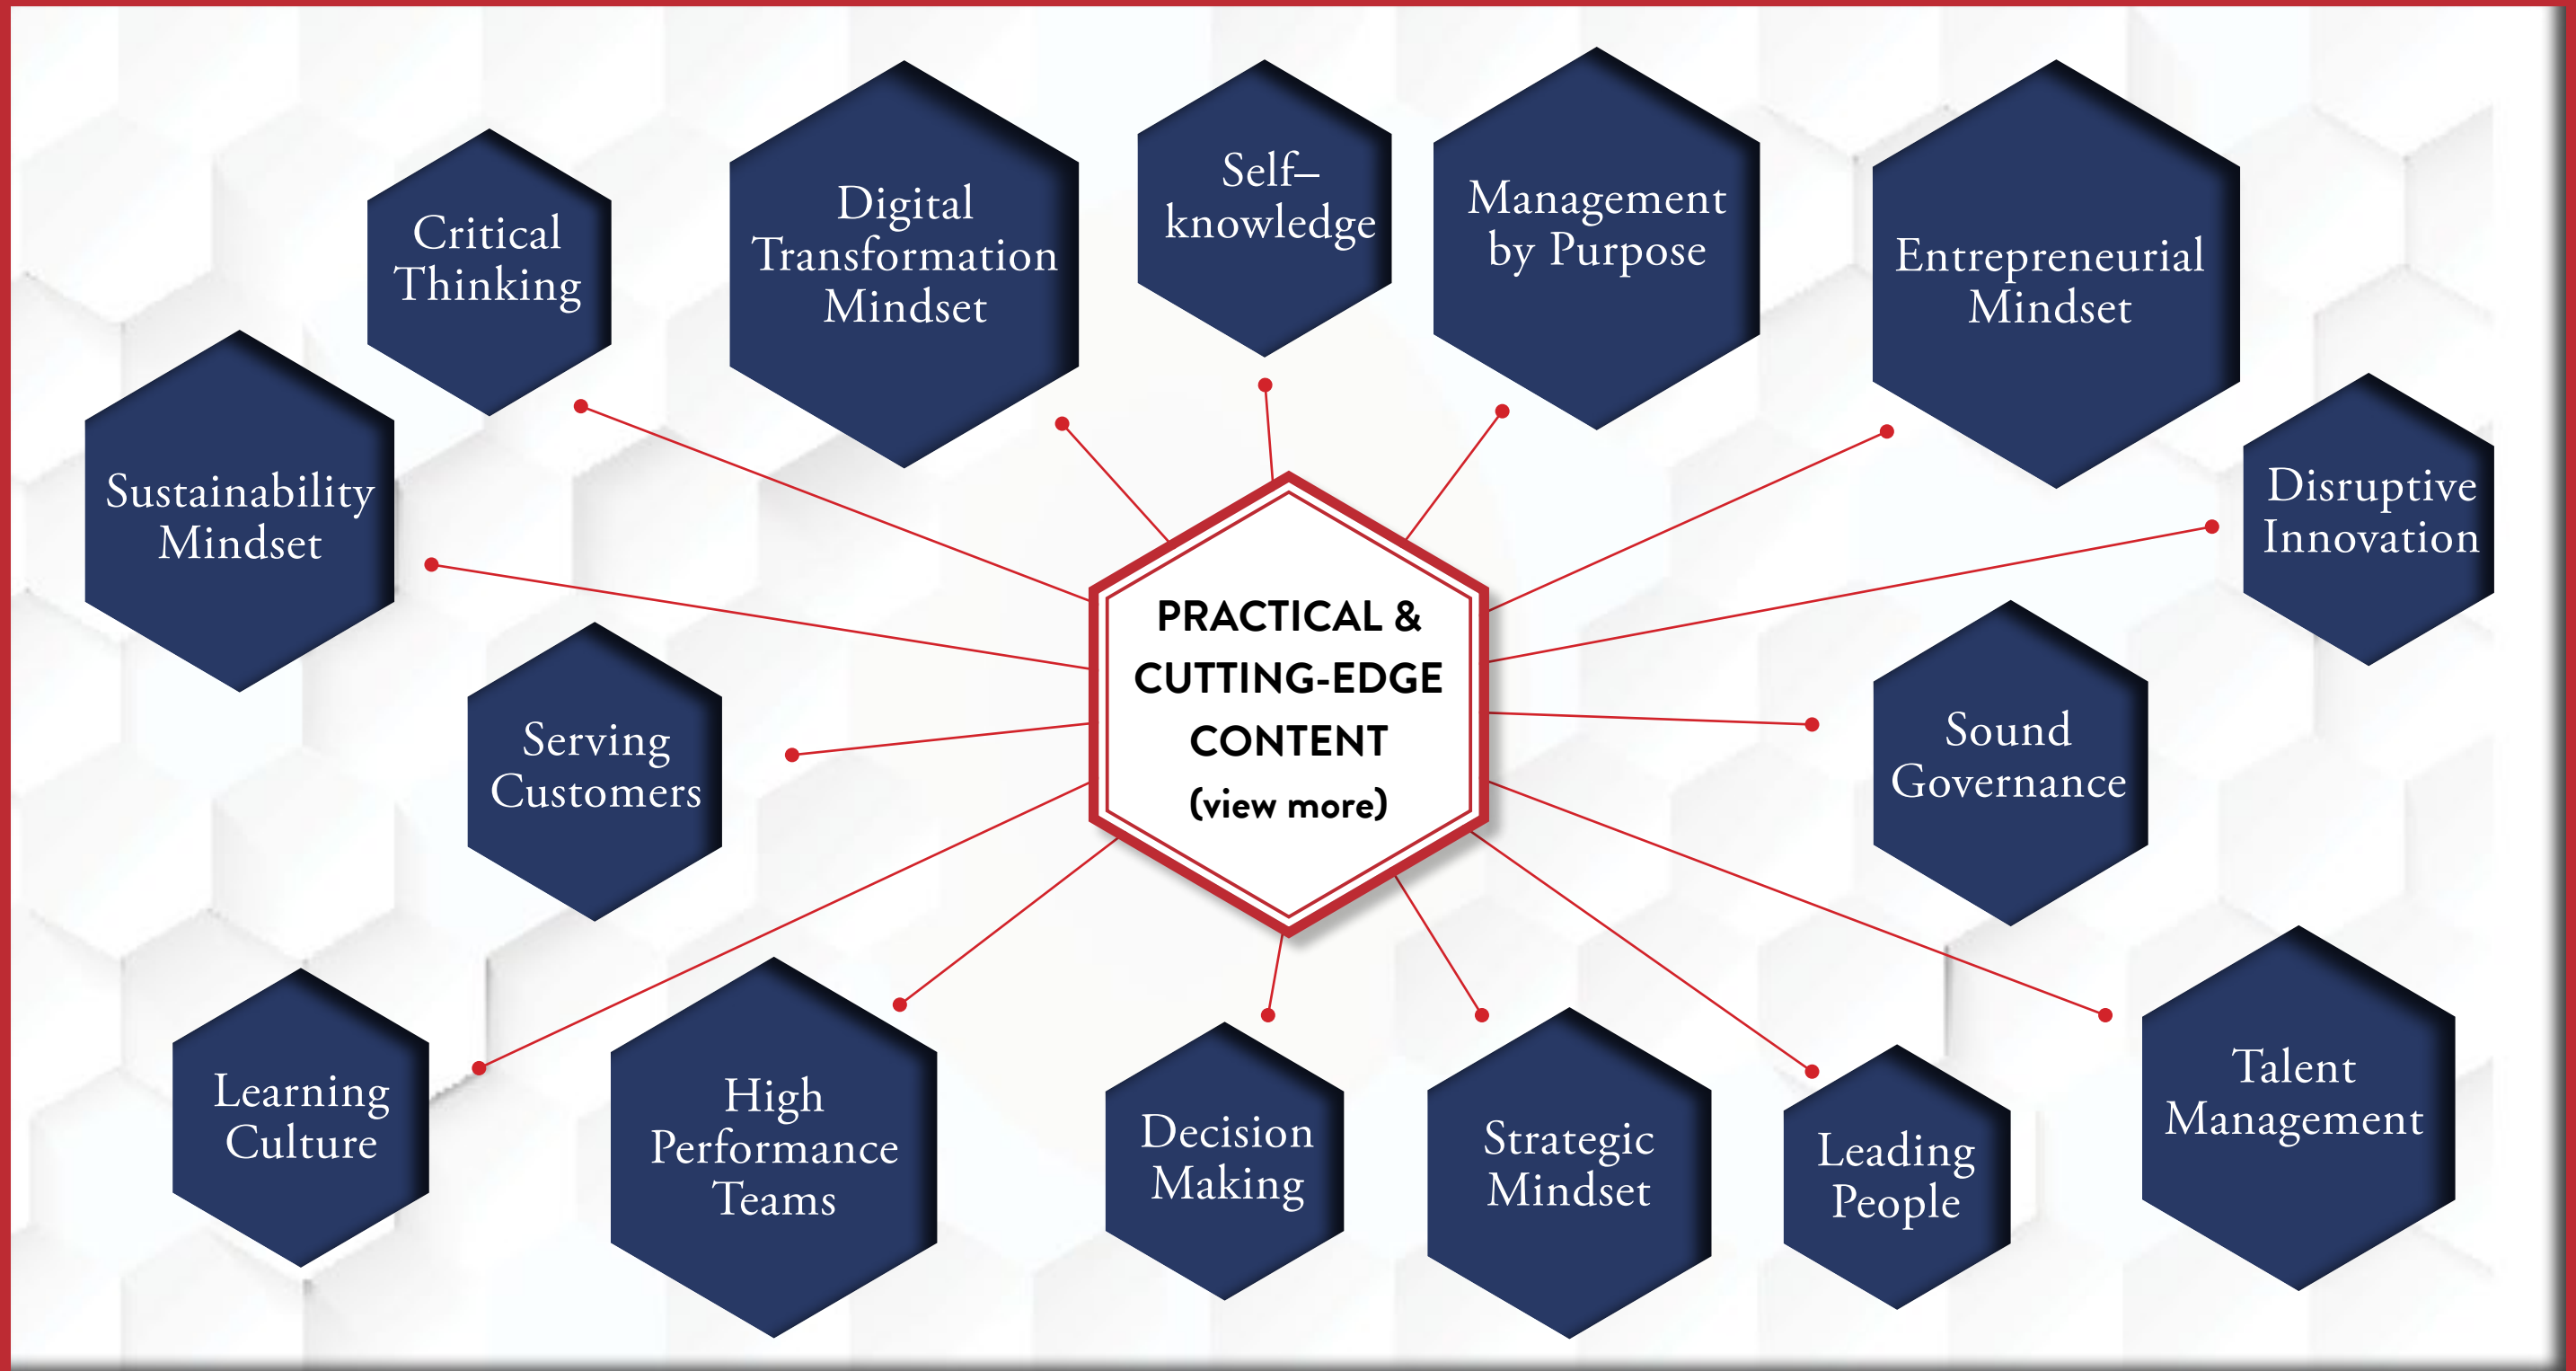 Critical
Thinking
Digital
Transformation
Mindset
Self–
knowledge
Management
by Purpose
Entrepreneurial
Mindset
Sustainability
Mindset
Disruptive
Innovation
PRACTICAL &
CUTTING-EDGE
CONTENT
(view more)
Serving
Customers
Sound
Governance
Learning
Culture
High
Performance
Teams
Decision
Making
Strategic
Mindset
Leading
People
Talent
Management